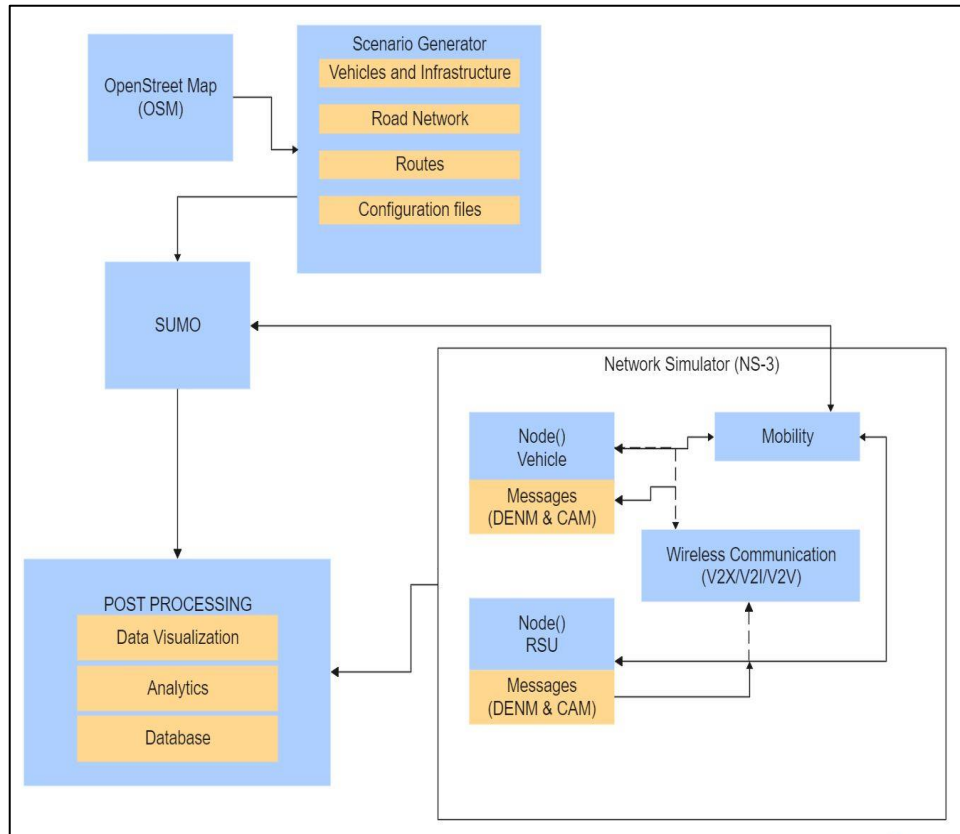 OpenStreet Map
(OSM)
Scenario Generator
Vehicles and Infrastructure
Road Network
Routes
Configuration files
SUMO
Network Simulator (NS-3)
Node()
Vehicle
Messages
(DENM & CAM)
Mobility
Wireless Communication
(V2X/V2I/V2V)
Node()
RSU
Messages
(DENM & CAM)
POST PROCESSING
Data Visualization
Analytics
Database